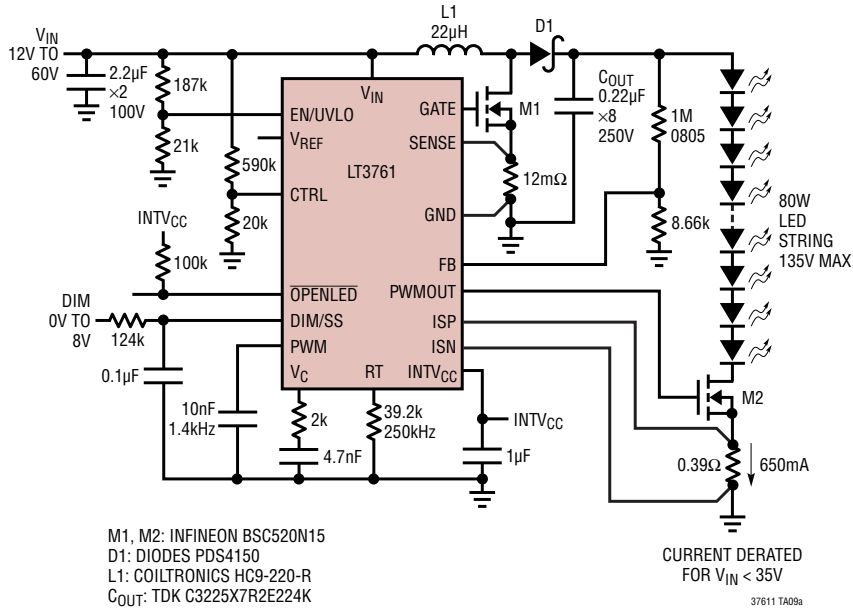 L1
22µH
D1
VIN
12V TO
60V
2.2µF
×2
100V
187k
21k
590k
20k
INTVCC
100k
DIM
0V TO
8V
124k
0.1µF
10nF
1.4kHz
2k
4.7nF
39.2k
250kHz
INTVCC
1µF
LT3761
VIN
EN/UVLO
VREF
CTRL
OPENLED
DIM/SS
PWM
VC
RT
INTVCC
GATE
SENSE
GND
FB
PWMOUT
ISP
ISN
M1
12mΩ
COUT
0.22µF
×8
250V
1M
0805
8.66k
80W
LED
STRING
135V MAX
M2
0.39Ω
650mA
M1, M2: INFINEON BSC520N15
D1: DIODES PDS4150
L1: COILTRONICS HC9-220-R
COUT: TDK C3225X7R2E224K
CURRENT DERATED
FOR VIN < 35V
37611 TA09a